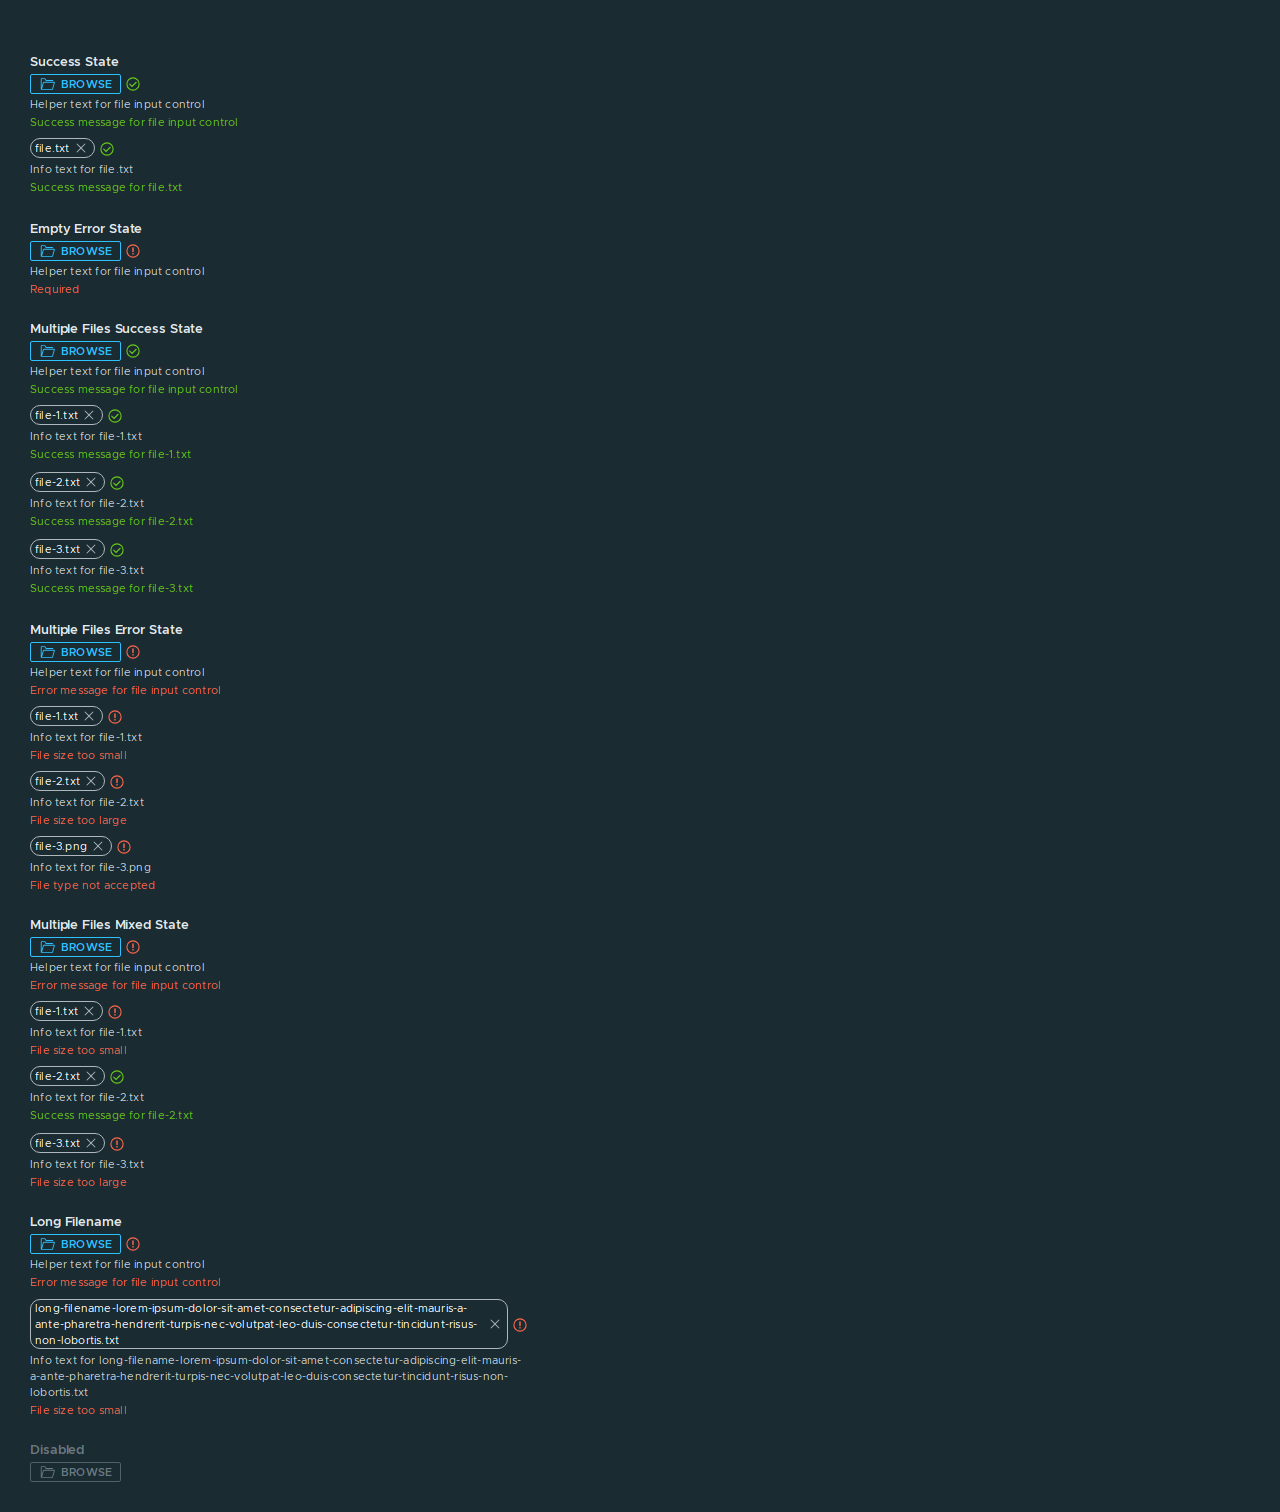 Success State
BROWSE
Helper text for file input control
Success message for file input control
file.txt
Info text for file.txt
Success message for file.txt
Empty Error State
BROWSE
Helper text for file input control
Required
Multiple Files Success State
BROWSE
Helper text for file input control
Success message for file input control
file-1.txt
Info text for file-1.txt
Success message for file-1.txt
file-2.txt
Info text for file-2.txt
Success message for file-2.txt
file-3.txt
Info text for file-3.txt
Success message for file-3.txt
Multiple Files Error State
BROWSE
Helper text for file input control
Error message for file input control
file-1.txt
Info text for file-1.txt
File size too small
file-2.txt
Info text for file-2.txt
File size too large
file-3.png
Info text for file-3.png
File type not accepted
Multiple Files Mixed State
BROWSE
Helper text for file input control
Error message for file input control
file-1.txt
Info text for file-1.txt
File size too small
file-2.txt
Info text for file-2.txt
Success message for file-2.txt
file-3.txt
Info text for file-3.txt
File size too large
Long Filename
BROWSE
Helper text for file input control
Error message for file input control
long-filename-lorem-ipsum-dolor-sit-amet-consectetur-adipiscing-elit-mauris-a-
ante-pharetra-hendrerit-turpis-nec-volutpat-leo-duis-consectetur-tincidunt-risus-
non-lobortis.txt
Info text for long-filename-lorem-ipsum-dolor-sit-amet-consectetur-adipiscing-elit-mauris-
a-ante-pharetra-hendrerit-turpis-nec-volutpat-leo-duis-consectetur-tincidunt-risus-non-
lobortis.txt
File size too small
Disabled
BROWSE